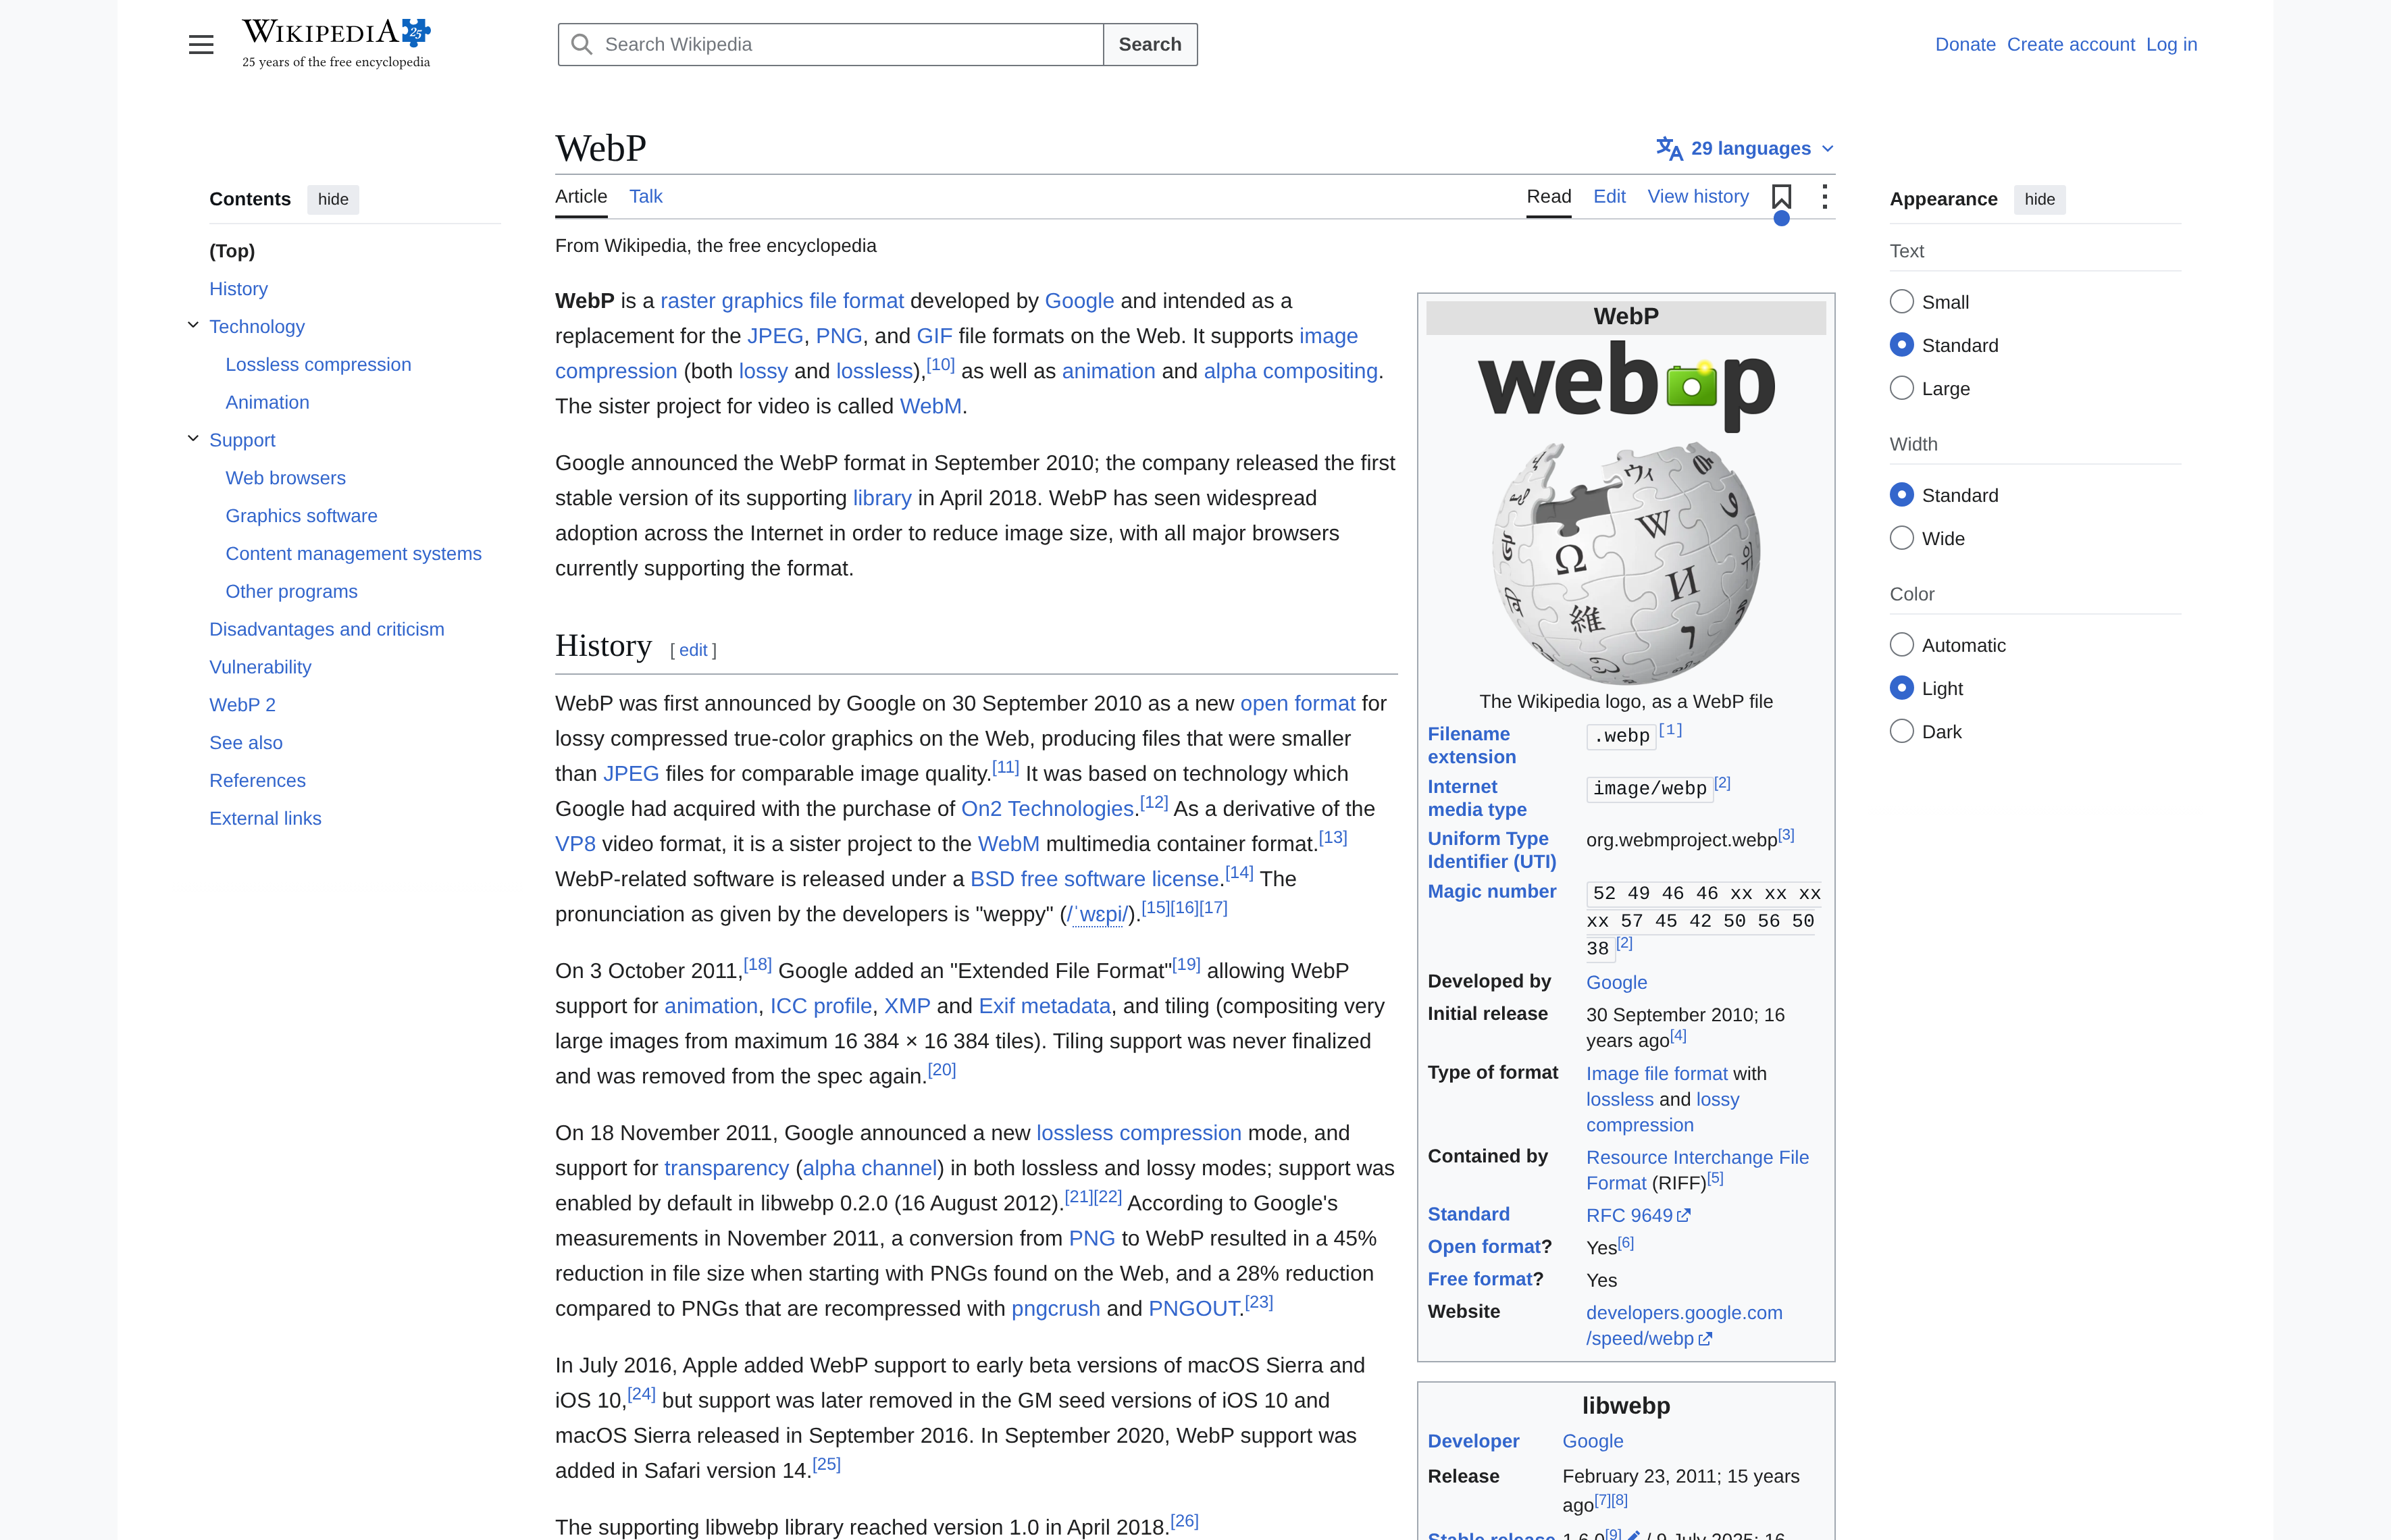 WIKIPEDIA 25
25 years of the free encyclopedia
Search Wikipedia
Search
Donate Create account Log in
Contents hide
(Top)
History
Technology
Lossless compression
Animation
Support
Web browsers
Graphics software
Content management systems
Other programs
Disadvantages and criticism
Vulnerability
WebP 2
See also
References
External links
WebP
29 languages
Article Talk
Read Edit View history
From Wikipedia, the free encyclopedia
WebP is a raster graphics file format developed by Google and intended as a
replacement for the JPEG, PNG, and GIF file formats on the Web. It supports image
compression (both lossy and lossless),[10] as well as animation and alpha compositing.
The sister project for video is called WebM.
Google announced the WebP format in September 2010; the company released the first
stable version of its supporting library in April 2018. WebP has seen widespread
adoption across the Internet in order to reduce image size, with all major browsers
currently supporting the format.
History [ edit ]
WebP was first announced by Google on 30 September 2010 as a new open format for
lossy compressed true-color graphics on the Web, producing files that were smaller
than JPEG files for comparable image quality.[11] It was based on technology which
Google had acquired with the purchase of On2 Technologies.[12] As a derivative of the
VP8 video format, it is a sister project to the WebM multimedia container format.[13]
WebP-related software is released under a BSD free software license.[14] The
pronunciation as given by the developers is "weppy" (/ˈwɛpi/).[15][16][17]
On 3 October 2011,[18] Google added an "Extended File Format"[19] allowing WebP
support for animation, ICC profile, XMP and Exif metadata, and tiling (compositing very
large images from maximum 16 384 × 16 384 tiles). Tiling support was never finalized
and was removed from the spec again.[20]
On 18 November 2011, Google announced a new lossless compression mode, and
support for transparency (alpha channel) in both lossless and lossy modes; support was
enabled by default in libwebp 0.2.0 (16 August 2012).[21][22] According to Google's
measurements in November 2011, a conversion from PNG to WebP resulted in a 45%
reduction in file size when starting with PNGs found on the Web, and a 28% reduction
compared to PNGs that are recompressed with pngcrush and PNGOUT.[23]
In July 2016, Apple added WebP support to early beta versions of macOS Sierra and
iOS 10,[24] but support was later removed in the GM seed versions of iOS 10 and
macOS Sierra released in September 2016. In September 2020, WebP support was
added in Safari version 14.[25]
The supporting libwebp library reached version 1.0 in April 2018.[26]
WebP
web p
ウィ
Ω W И
維
The Wikipedia logo, as a WebP file
Filename
extension
.webp [1]
Internet
media type
image/webp [2]
Uniform Type
Identifier (UTI)
org.webmproject.webp[3]
Magic number
52 49 46 46 xx xx xx
xx 57 45 42 50 56 50
38 [2]
Developed by Google
Initial release 30 September 2010; 16
years ago[4]
Type of format Image file format with
lossless and lossy
compression
Contained by Resource Interchange File
Format (RIFF)[5]
Standard RFC 9649
Open format? Yes[6]
Free format? Yes
Website developers.google.com
/speed/webp
libwebp
Developer Google
Release February 23, 2011; 15 years
ago[7][8]
Stable release 1.6.0[9] / 9 July 2025; 16
Appearance hide
Text
Small
Standard
Large
Width
Standard
Wide
Color
Automatic
Light
Dark